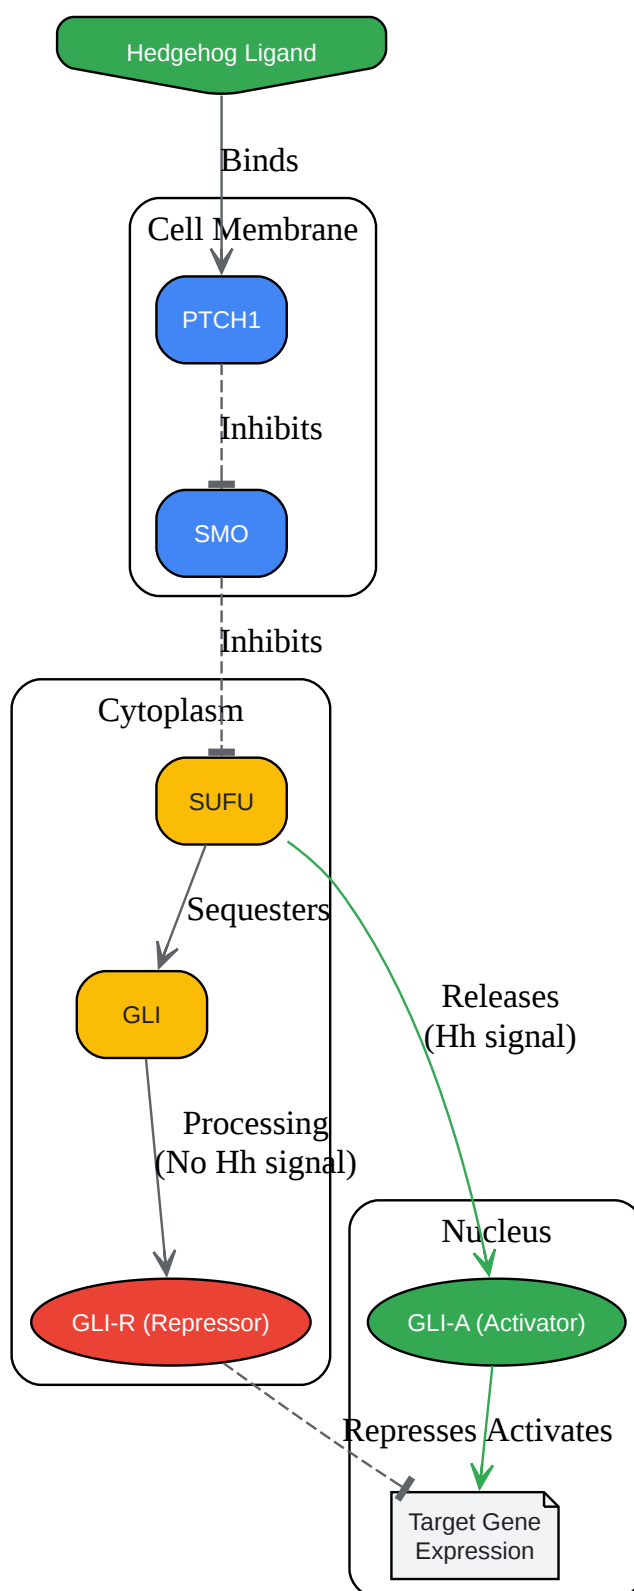 Hedgehog Ligand
Binds
Cell Membrane
PTCH1
Inhibits
SMO
Inhibits
Cytoplasm
SUFU
Sequesters
Releases
(Hh signal)
GLI
Processing
(No Hh signal)
Nucleus
GLI-R (Repressor)
GLI-A (Activator)
Represses
Activates
Target Gene
Expression